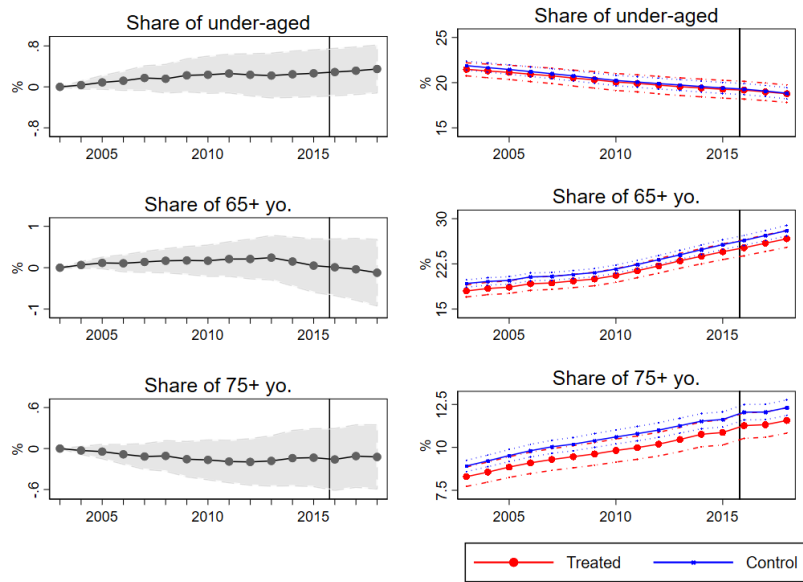 Share of under-aged
%
.8
0
-.8
2005 2010 2015
Share of under-aged
%
25
20
15
2005 2010 2015
Share of 65+ yo.
%
1
0
-1
2005 2010 2015
Share of 65+ yo.
%
30
22.5
15
2005 2010 2015
Share of 75+ yo.
%
.6
0
-.6
2005 2010 2015
Share of 75+ yo.
%
12.5
10
7.5
2005 2010 2015
Treated Control